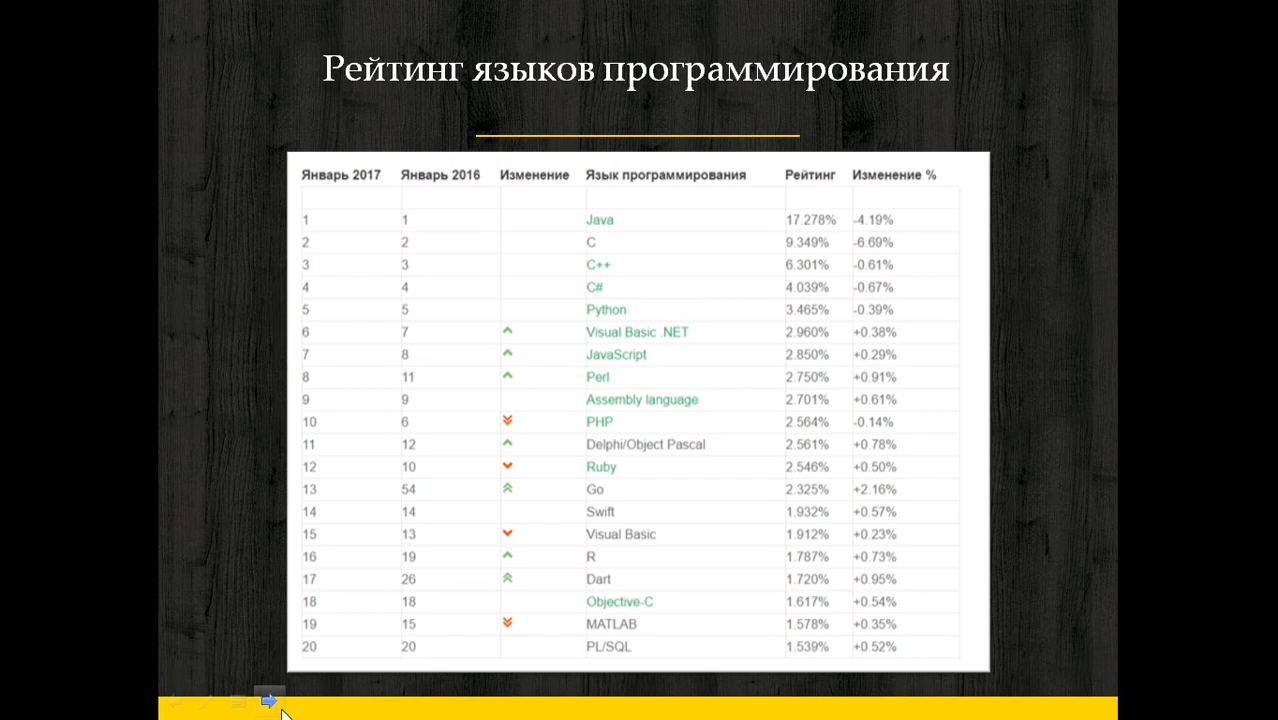 Рейтинг языков программирования
Январь 2017 Январь 2016 Изменение Язык программирования Рейтинг Изменение %
1 1 Java 17.278% -4.19%
2 2 C 9.349% -6.69%
3 3 C++ 6.301% -0.61%
4 4 C# 4.039% -0.67%
5 5 Python 3.465% -0.39%
6 7 Visual Basic .NET 2.960% +0.38%
7 8 JavaScript 2.850% +0.29%
8 11 Perl 2.750% +0.91%
9 9 Assembly language 2.701% +0.61%
10 6 PHP 2.564% -0.14%
11 12 Delphi/Object Pascal 2.561% +0.78%
12 10 Ruby 2.546% +0.50%
13 54 Go 2.325% +2.16%
14 14 Swift 1.932% +0.57%
15 13 Visual Basic 1.912% +0.23%
16 19 R 1.787% +0.73%
17 26 Dart 1.720% +0.95%
18 18 Objective-C 1.617% +0.54%
19 15 MATLAB 1.578% +0.35%
20 20 PL/SQL 1.539% +0.52%